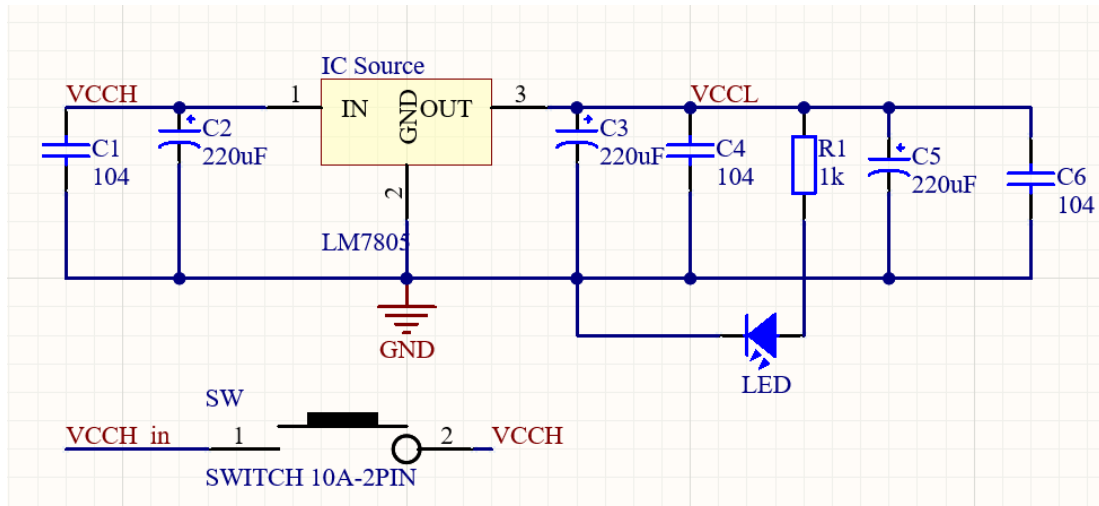 IC Source
VCCH
1
IN
GND
OUT
3
VCCL
C1
104
C2
220uF
C3
220uF
C4
104
R1
1k
C5
220uF
C6
104
2
LM7805
GND
LED
SW
VCCH_in
1
2
VCCH
SWITCH 10A-2PIN